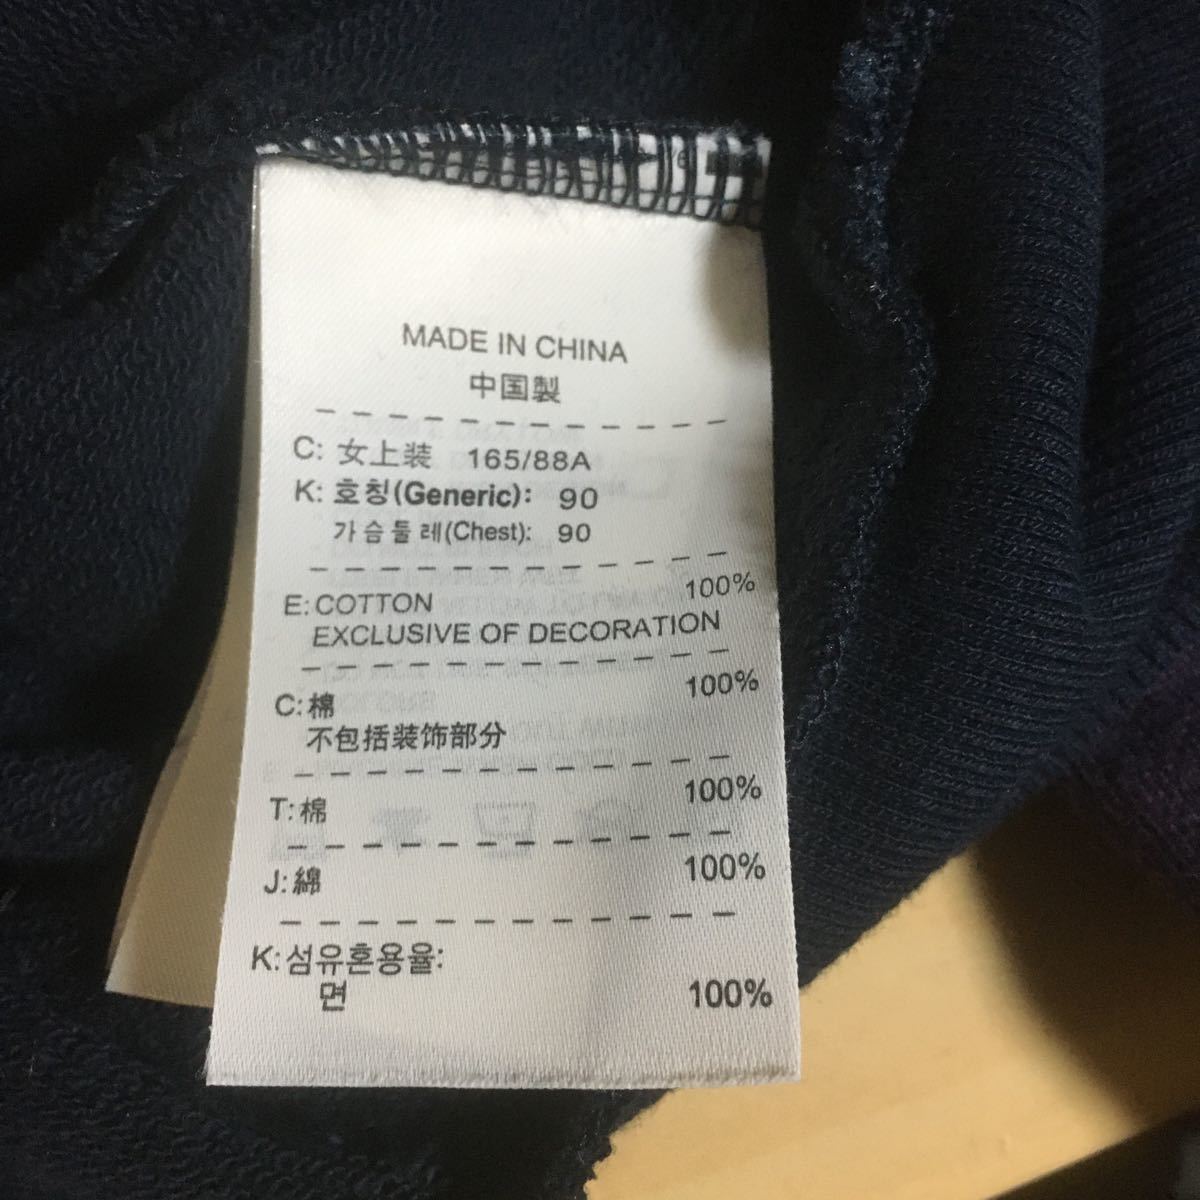 MADE IN CHINA
中国製
C: 女上装 165/88A
K: 호칭(Generic): 90
가슴둘레(Chest): 90
E: COTTON 100%
EXCLUSIVE OF DECORATION
C: 棉 100%
不包括装饰部分
T: 棉 100%
J: 綿 100%
K: 섬유혼용율:
면 100%